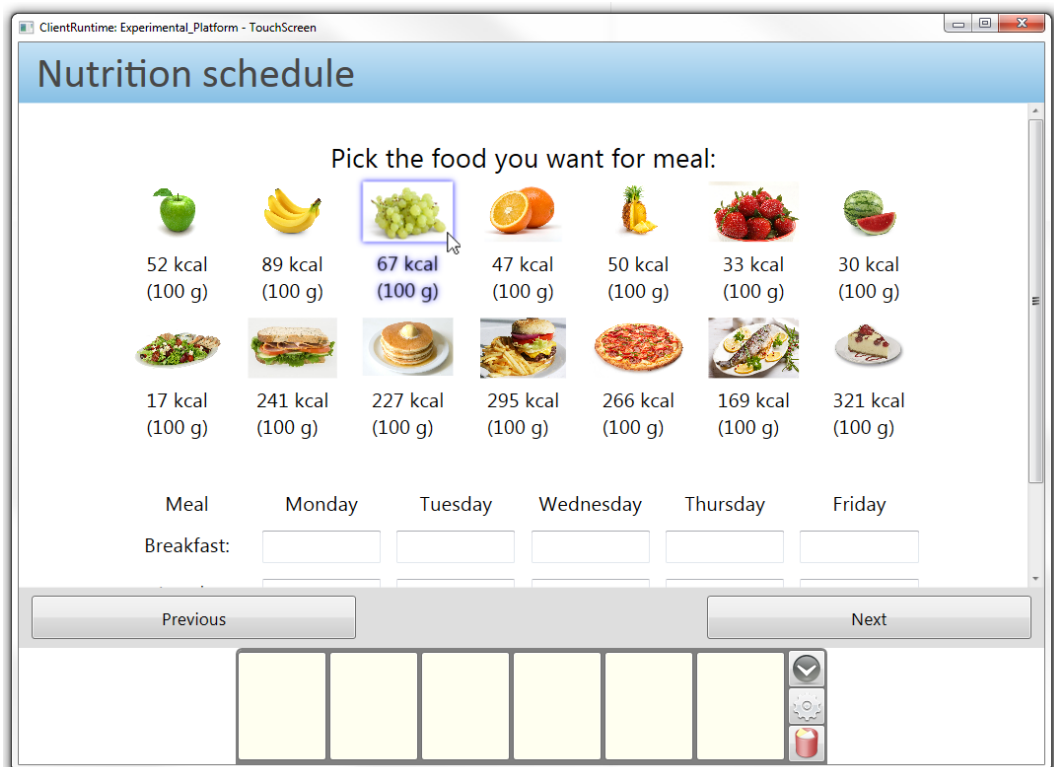 ClientRuntime: Experimental_Platform - TouchScreen
Nutrition schedule
Pick the food you want for meal:
52 kcal 89 kcal 67 kcal 47 kcal 50 kcal 33 kcal 30 kcal
(100 g) (100 g) (100 g) (100 g) (100 g) (100 g) (100 g)
17 kcal 241 kcal 227 kcal 295 kcal 266 kcal 169 kcal 321 kcal
(100 g) (100 g) (100 g) (100 g) (100 g) (100 g) (100 g)
Meal Monday Tuesday Wednesday Thursday Friday
Breakfast:
Previous Next